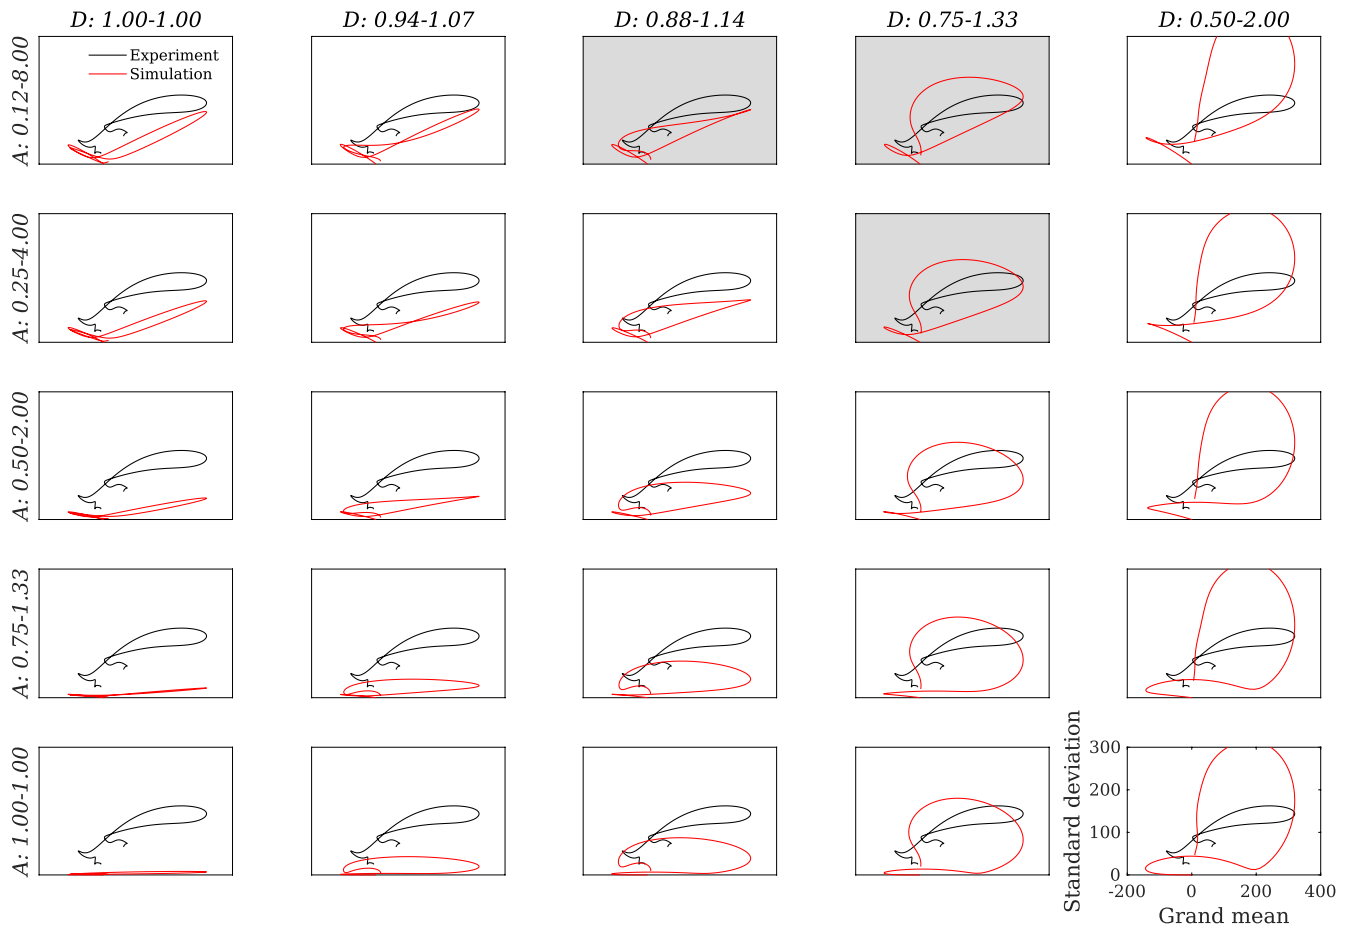 D: 1.00-1.00
D: 0.94-1.07
D: 0.88-1.14
D: 0.75-1.33
D: 0.50-2.00
A: 0.12-8.00
Experiment
Simulation
A: 0.25-4.00
A: 0.50-2.00
A: 0.75-1.33
A: 1.00-1.00
Standard deviation
300
200
100
0
-200
0
200
400
Grand mean